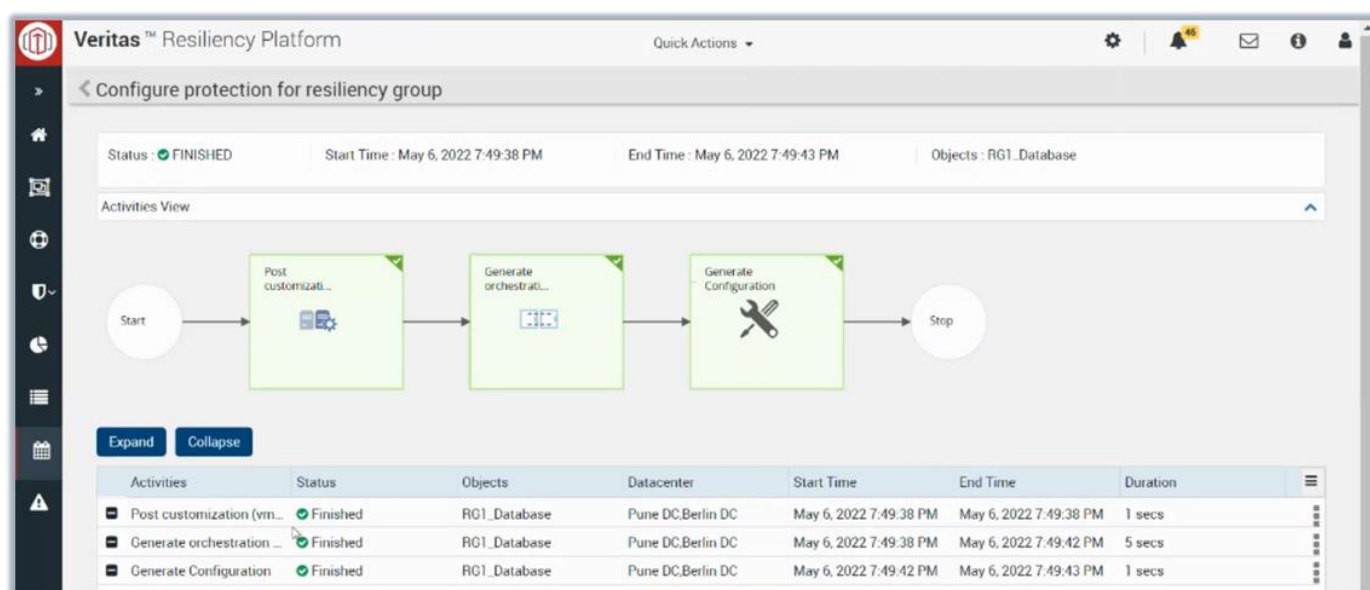 Veritas ™ Resiliency Platform Quick Actions 46
Configure protection for resiliency group
Status : FINISHED Start Time : May 6, 2022 7:49:38 PM End Time : May 6, 2022 7:49:43 PM Objects : RG1_Database
Activities View
Start
Post
customizati...
Generate
orchestrati...
Generate
Configuration
Stop
Expand Collapse
Activities Status Objects Datacenter Start Time End Time Duration
Post customization (vm... Finished RG1_Database Pune DC,Berlin DC May 6, 2022 7:49:38 PM May 6, 2022 7:49:38 PM 1 secs
Generate orchestration ... Finished RG1_Database Pune DC,Berlin DC May 6, 2022 7:49:38 PM May 6, 2022 7:49:42 PM 5 secs
Generate Configuration Finished RG1_Database Pune DC,Berlin DC May 6, 2022 7:49:42 PM May 6, 2022 7:49:43 PM 1 secs